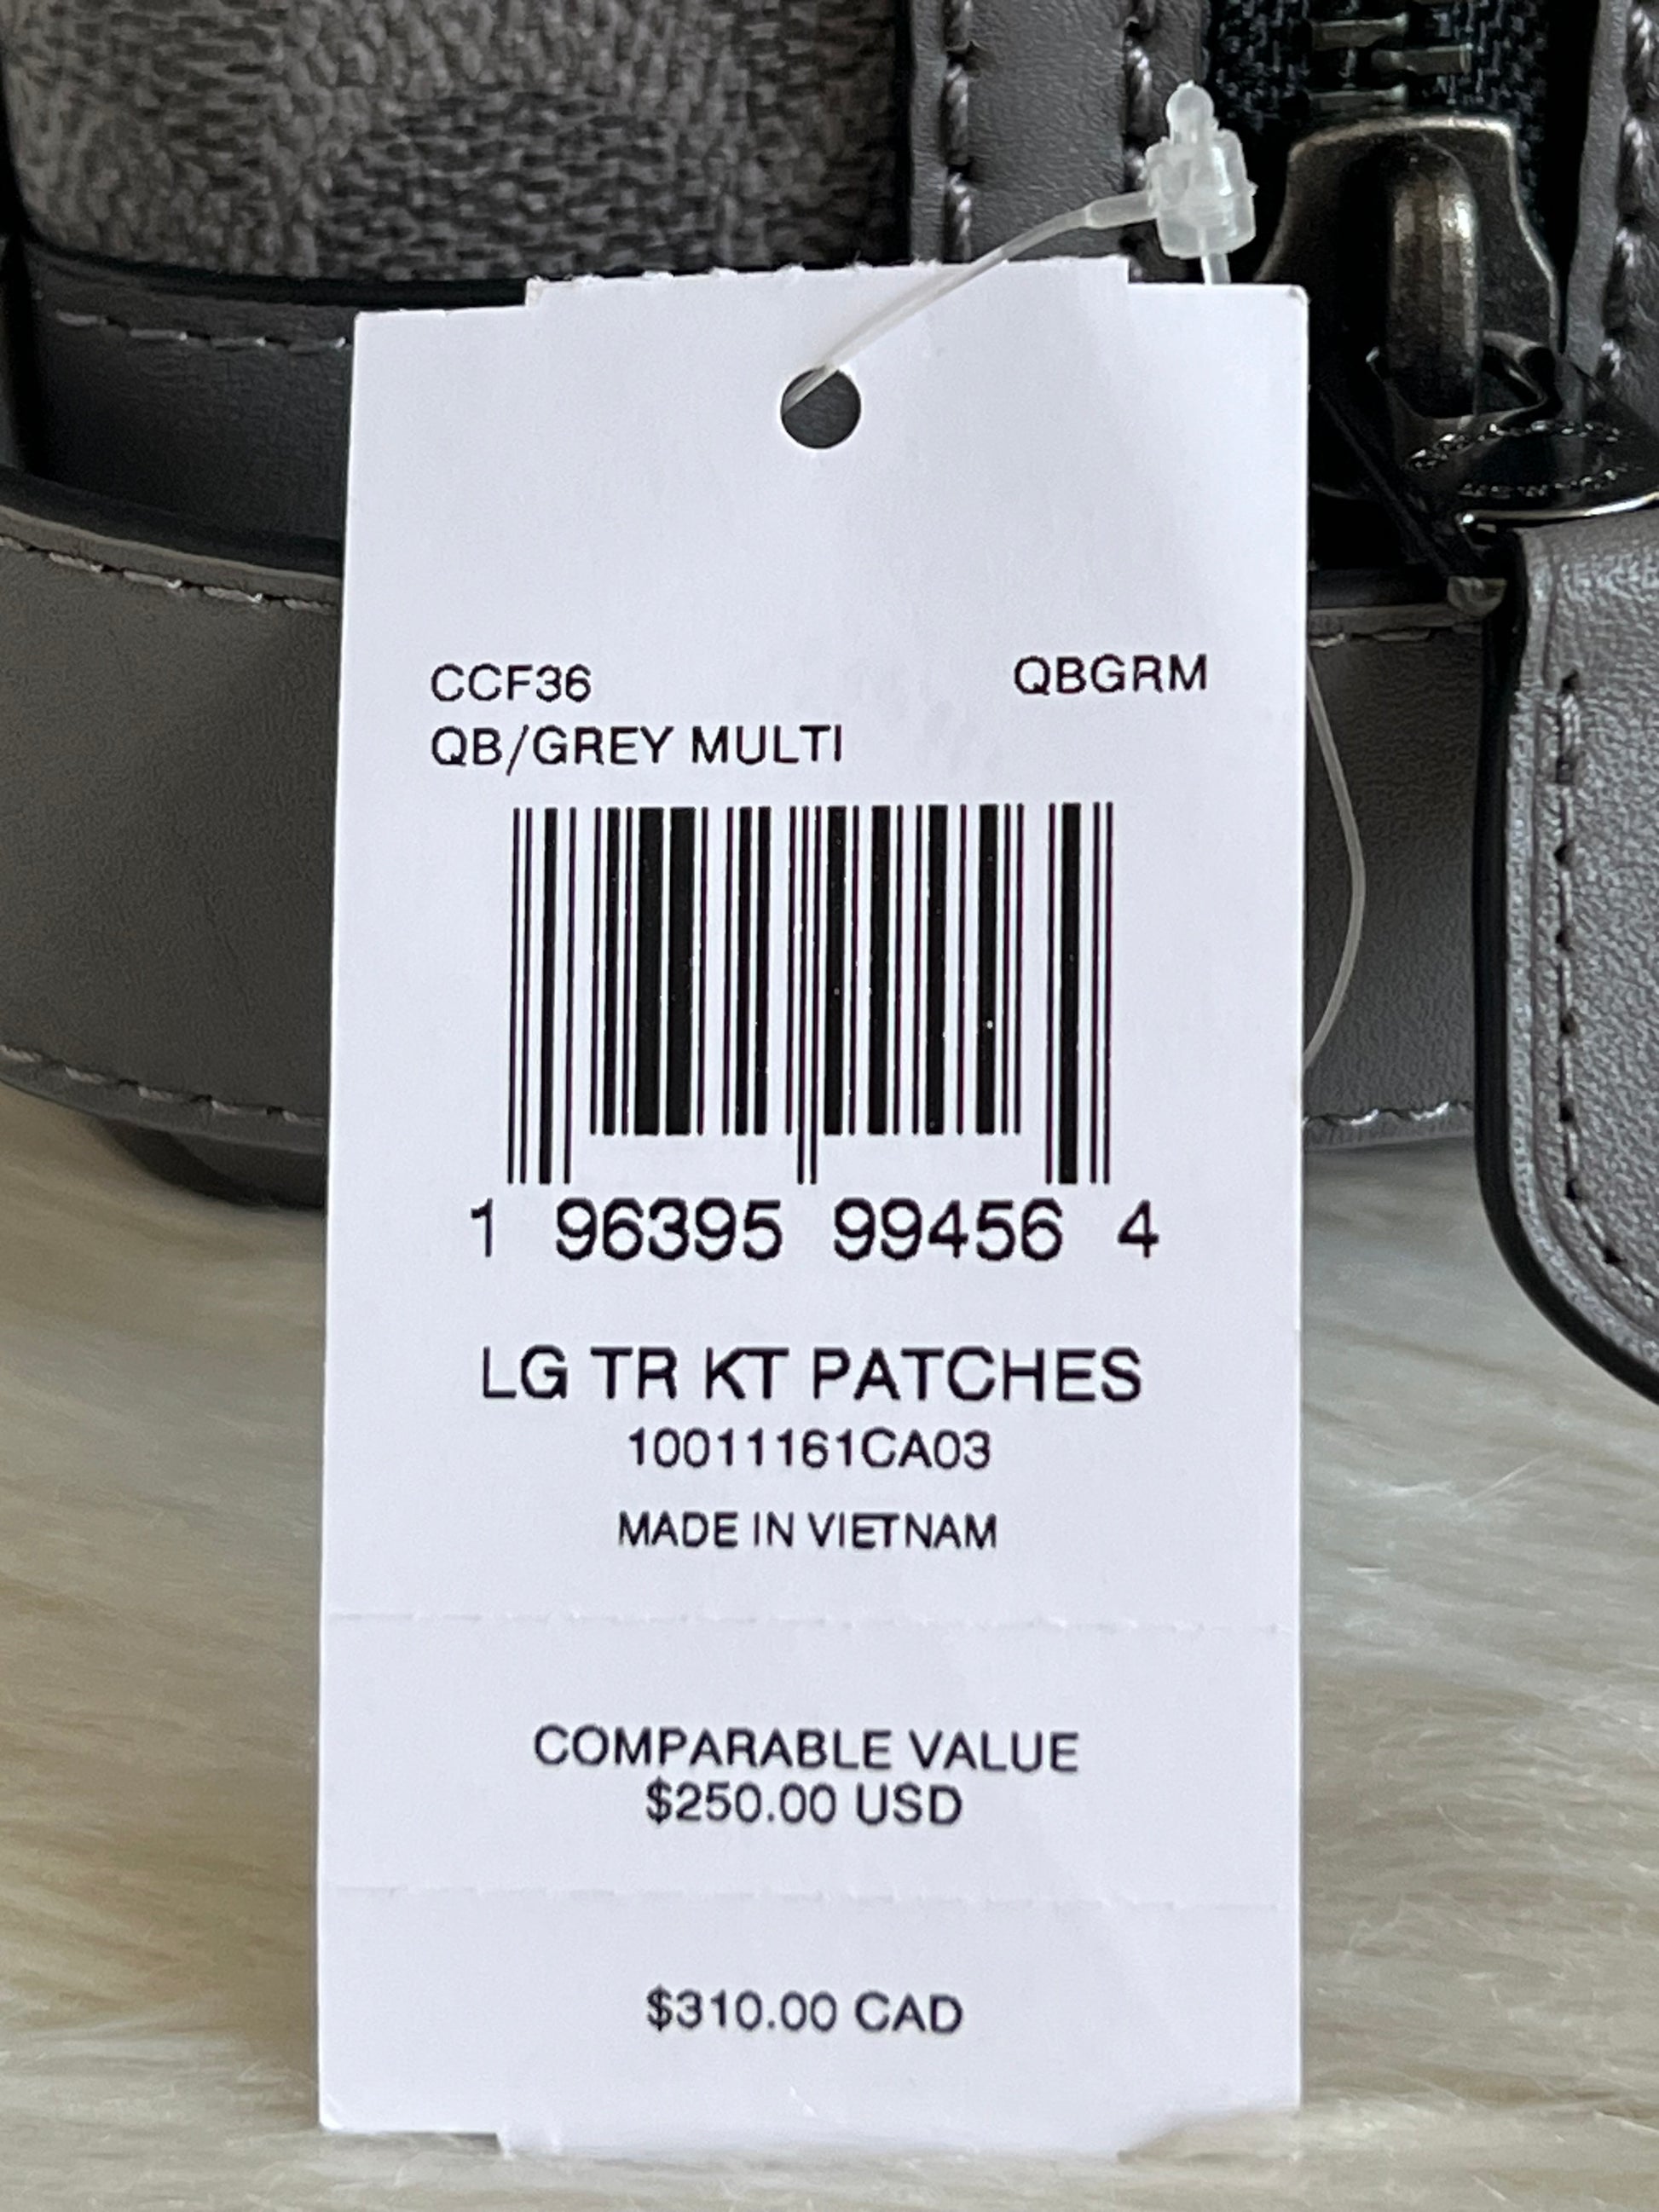 CCF36 QBGRM
QB/GREY MULTI
1 96395 99456 4
LG TR KT PATCHES
10011161CA03
MADE IN VIETNAM
COMPARABLE VALUE
$250.00 USD
$310.00 CAD